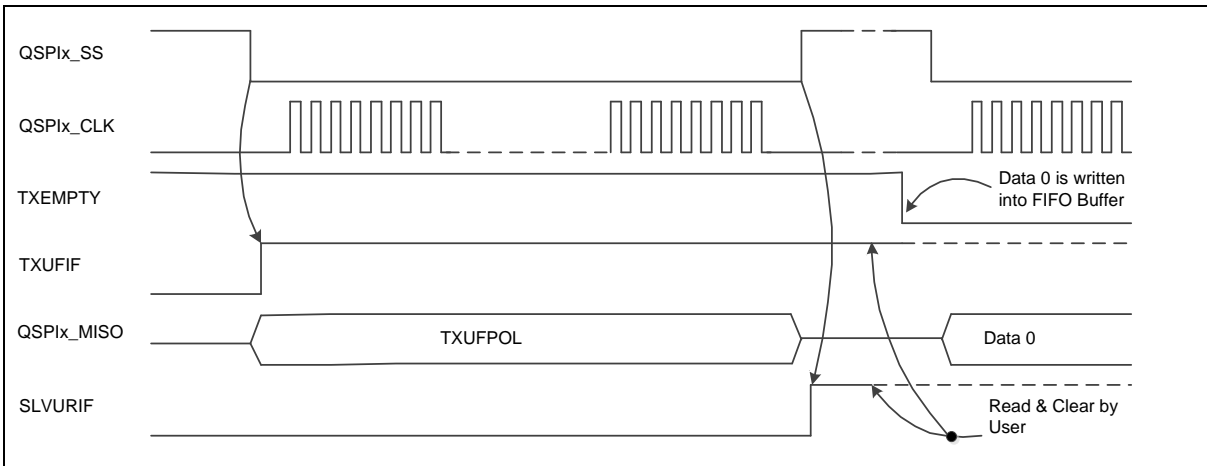 QSPIx_SS
QSPIx_CLK
TXEMPTY
Data 0 is written
into FIFO Buffer
TXUFIF
QSPIx_MISO
TXUFPOL
Data 0
SLVURIF
Read & Clear by
User